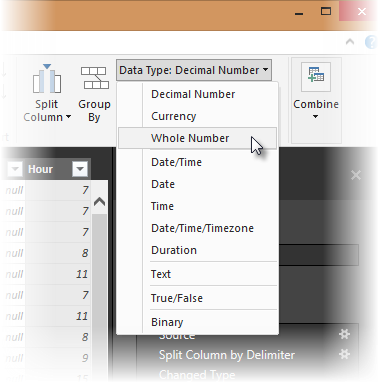 Data Type: Decimal Number
Split
Column
Group
By
Combine
Decimal Number
Currency
Whole Number
Date/Time
Date
Time
Date/Time/Timezone
Duration
Text
True/False
Binary
Hour
null 7
null 7
null 7
null 8
null 11
null 7
null 11
null 8
null 9
15
Source
Split Column by Delimiter
Changed Type